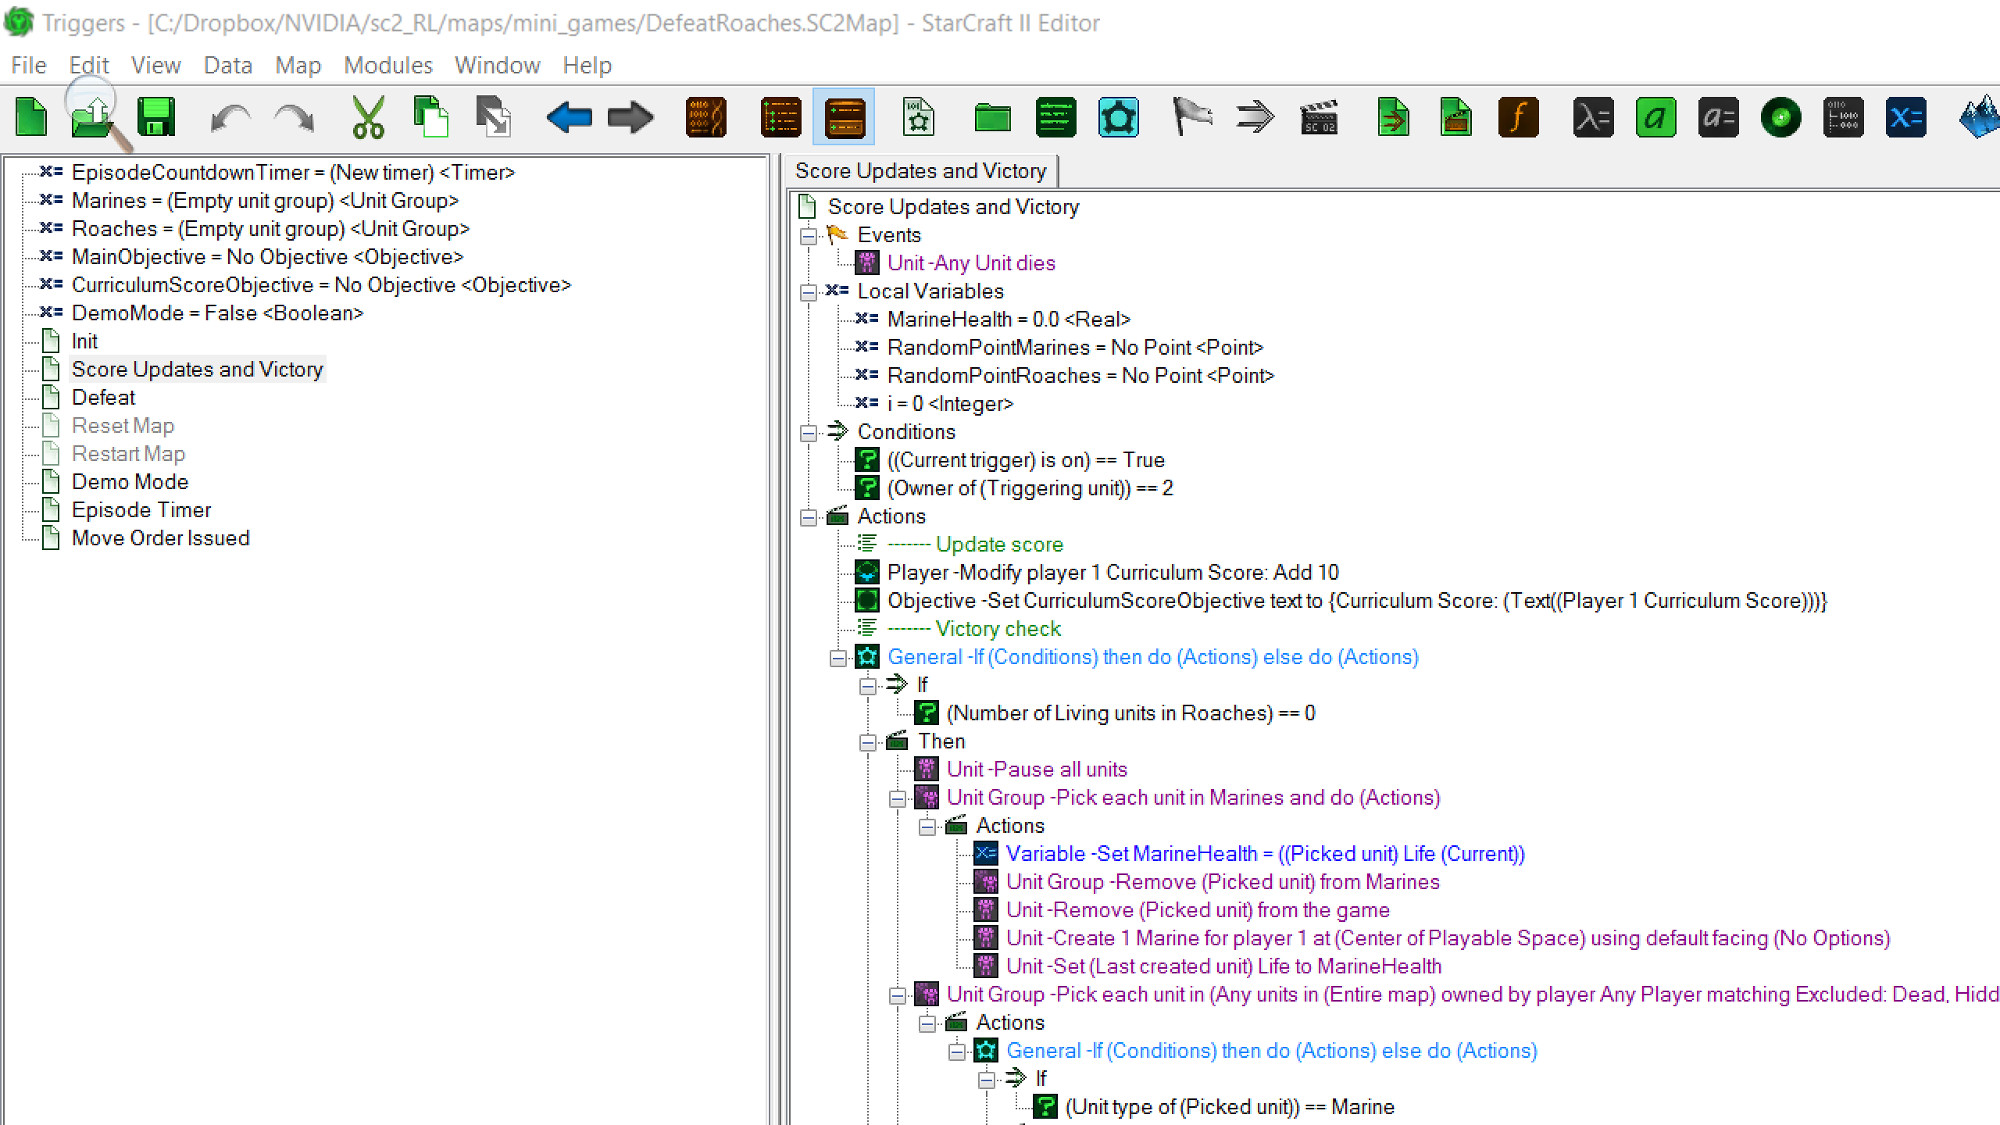 Triggers - [C:/Dropbox/NVIDIA/sc2_RL/maps/mini_games/DefeatRoaches.SC2Map] - StarCraft II Editor
File Edit View Data Map Modules Window Help
EpisodeCountdownTimer = (New timer) <Timer>
Marines = (Empty unit group) <Unit Group>
Roaches = (Empty unit group) <Unit Group>
MainObjective = No Objective <Objective>
CurriculumScoreObjective = No Objective <Objective>
DemoMode = False <Boolean>
Init
Score Updates and Victory
Defeat
Reset Map
Restart Map
Demo Mode
Episode Timer
Move Order Issued
Score Updates and Victory
Score Updates and Victory
Events
Unit -Any Unit dies
Local Variables
MarineHealth = 0.0 <Real>
RandomPointMarines = No Point <Point>
RandomPointRoaches = No Point <Point>
i = 0 <Integer>
Conditions
((Current trigger) is on) == True
(Owner of (Triggering unit)) == 2
Actions
------- Update score
Player -Modify player 1 Curriculum Score: Add 10
Objective -Set CurriculumScoreObjective text to {Curriculum Score: (Text((Player 1 Curriculum Score)))}
------- Victory check
General -If (Conditions) then do (Actions) else do (Actions)
If
(Number of Living units in Roaches) == 0
Then
Unit -Pause all units
Unit Group -Pick each unit in Marines and do (Actions)
Actions
Variable -Set MarineHealth = ((Picked unit) Life (Current))
Unit Group -Remove (Picked unit) from Marines
Unit -Remove (Picked unit) from the game
Unit -Create 1 Marine for player 1 at (Center of Playable Space) using default facing (No Options)
Unit -Set (Last created unit) Life to MarineHealth
Unit Group -Pick each unit in (Any units in (Entire map) owned by player Any Player matching Excluded: Dead, Hidd
Actions
General -If (Conditions) then do (Actions) else do (Actions)
If
(Unit type of (Picked unit)) == Marine